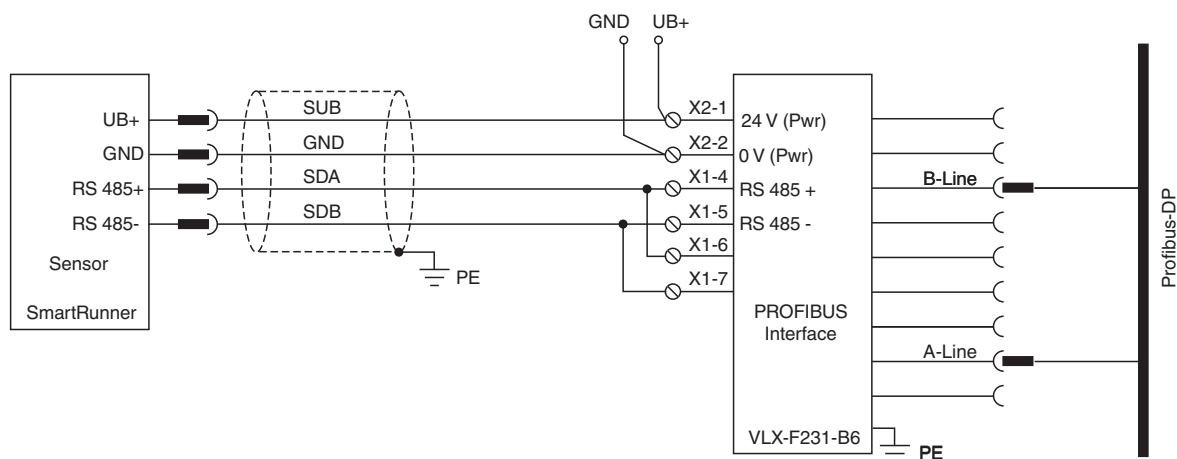 GND UB+
UB+ SUB X2-1 24 V (Pwr)
GND GND X2-2 0 V (Pwr)
RS 485+ SDA X1-4 RS 485 + B-Line
RS 485- SDB X1-5 RS 485 -
X1-6
Sensor PE X1-7
SmartRunner
PROFIBUS
Interface
A-Line
VLX-F231-B6
PE
Profibus-DP